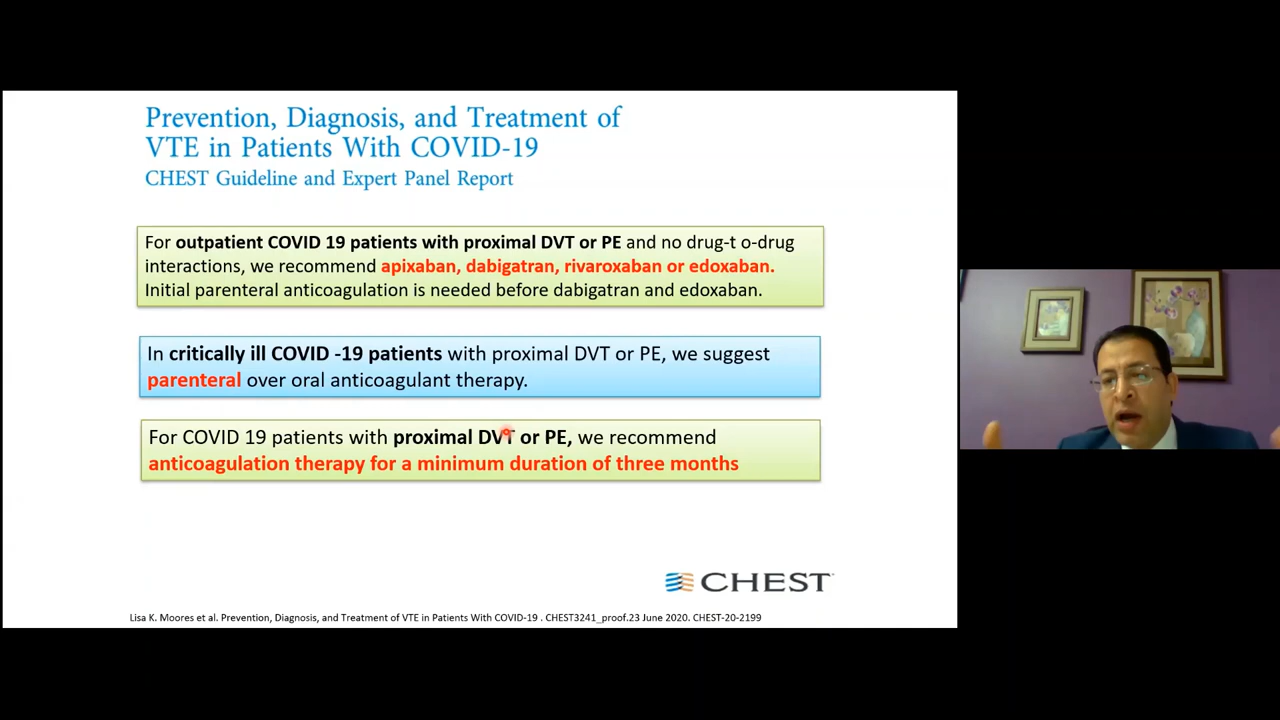 Prevention, Diagnosis, and Treatment of
VTE in Patients With COVID-19
CHEST Guideline and Expert Panel Report
For outpatient COVID 19 patients with proximal DVT or PE and no drug-t o-drug
interactions, we recommend apixaban, dabigatran, rivaroxaban or edoxaban.
Initial parenteral anticoagulation is needed before dabigatran and edoxaban.
In critically ill COVID -19 patients with proximal DVT or PE, we suggest
parenteral over oral anticoagulant therapy.
For COVID 19 patients with proximal DVT or PE, we recommend
anticoagulation therapy for a minimum duration of three months
CHEST
Lisa K. Moores et al. Prevention, Diagnosis, and Treatment of VTE in Patients With COVID-19 . CHEST3241_proof.23 June 2020. CHEST-20-2199